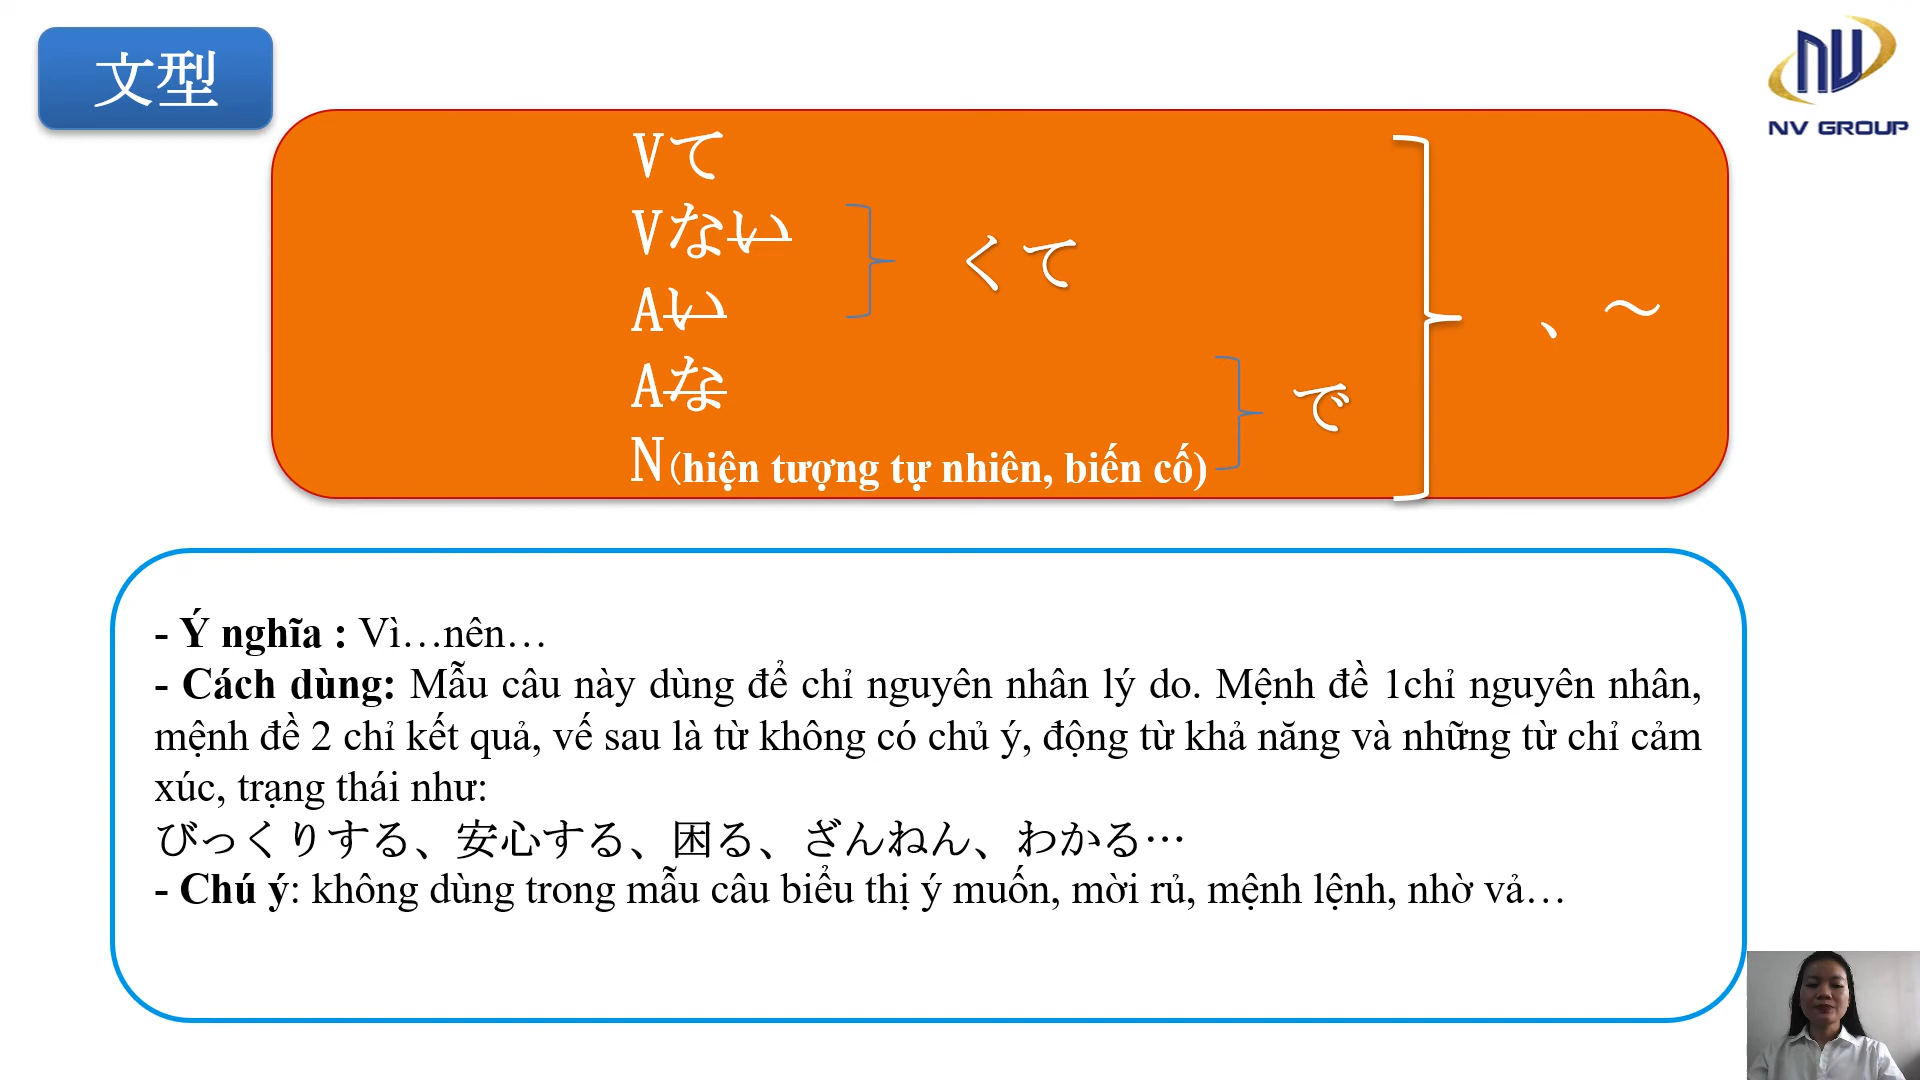 文型
NV GROUP
Vて
Vない
くて
Aい
、～
Aな
で
N(hiện tượng tự nhiên, biến cố)
- Ý nghĩa : Vì…nên…
- Cách dùng: Mẫu câu này dùng để chỉ nguyên nhân lý do. Mệnh đề 1chỉ nguyên nhân,
mệnh đề 2 chỉ kết quả, vế sau là từ không có chủ ý, động từ khả năng và những từ chỉ cảm
xúc, trạng thái như:
びっくりする、安心する、困る、ざんねん、わかる…
- Chú ý: không dùng trong mẫu câu biểu thị ý muốn, mời rủ, mệnh lệnh, nhờ vả…